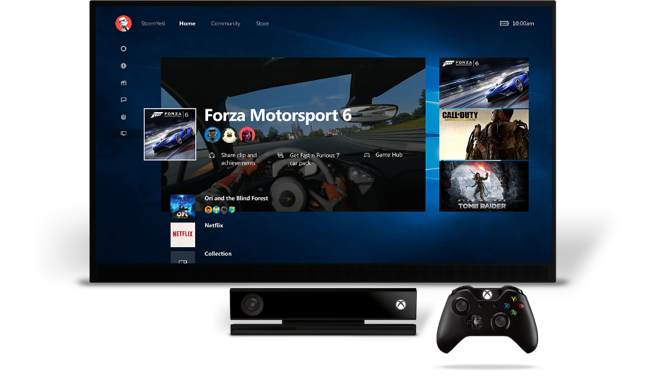 StormYeti Home Community Store 10:00am
FORZA MOTORSPORT 6
Forza Motorsport 6
Share clip and
achievements
Get Fast n Furious 7
car pack
Game Hub
Ori and the Blind Forest
ORI
NETFLIX
Netflix
Collection
FORZA 6
CALL OF DUTY
TOMB RAIDER